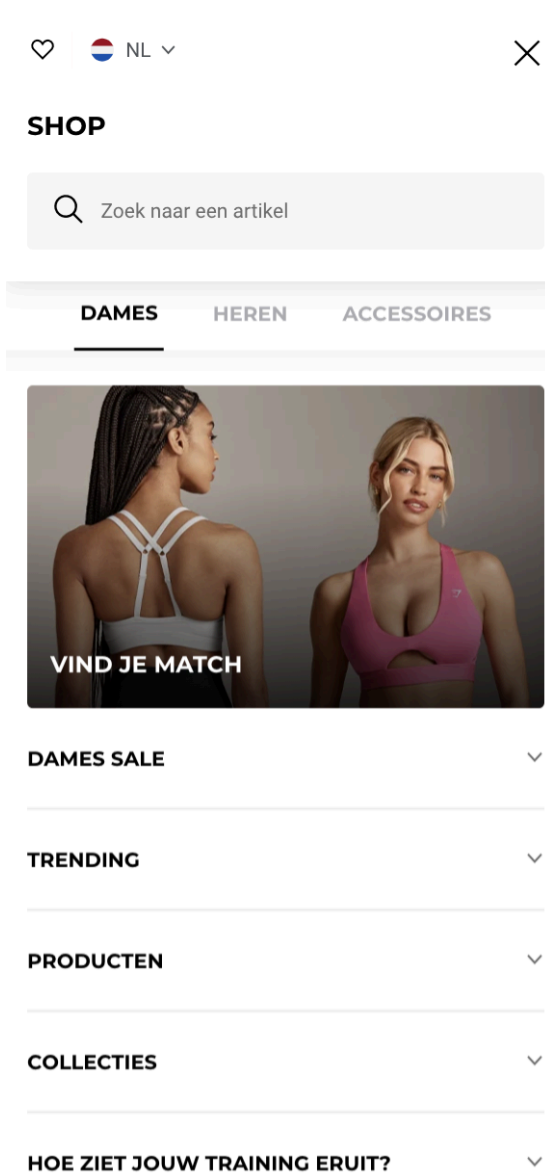 NL
SHOP
Zoek naar een artikel
DAMES HEREN ACCESSOIRES
VIND JE MATCH
DAMES SALE
TRENDING
PRODUCTEN
COLLECTIES
HOE ZIET JOUW TRAINING ERUIT?